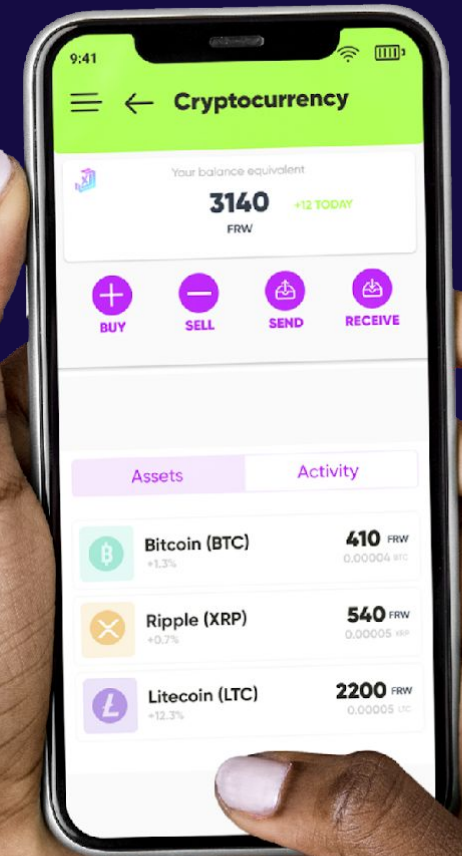 9:41
Cryptocurrency
Your balance equivalent
3140 +12 TODAY
FRW
BUY SELL SEND RECEIVE
Assets Activity
Bitcoin (BTC) 410 FRW
+1.3% 0.00004 BTC
Ripple (XRP) 540 FRW
+0.7% 0.00005 XRP
Litecoin (LTC) 2200 FRW
+12.3% 0.00005 LTC